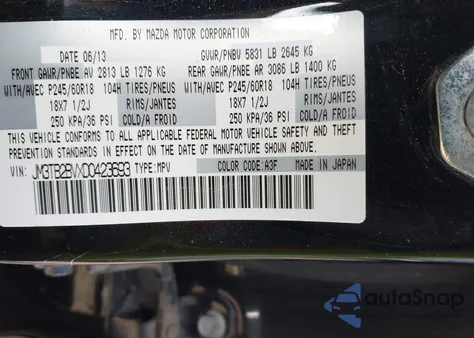 MFD. BY MAZDA MOTOR CORPORATION
DATE 06/13 GVWR/PNBV 5831 LB 2645 KG
FRONT GAWR/PNBE AV 2813 LB 1276 KG REAR GAWR/PNBE AR 3086 LB 1400 KG
WITH/AVEC P245/60R18 104H TIRES/PNEUS WITH/AVEC P245/60R18 104H TIRES/PNEUS
18X7 1/2J RIMS/JANTES 18X7 1/2J RIMS/JANTES
250 KPA/36 PSI COLD/A FROID 250 KPA/36 PSI COLD/A FROID
THIS VEHICLE CONFORMS TO ALL APPLICABLE FEDERAL MOTOR VEHICLE SAFETY AND THEFT PREVENTION
STANDARDS IN EFFECT ON THE DATE OF MANUFACTURE SHOWN ABOVE.
VIN: JM3TB2BVXD0423693 TYPE:MPV COLOR CODE: A3F MADE IN JAPAN
autoSnap